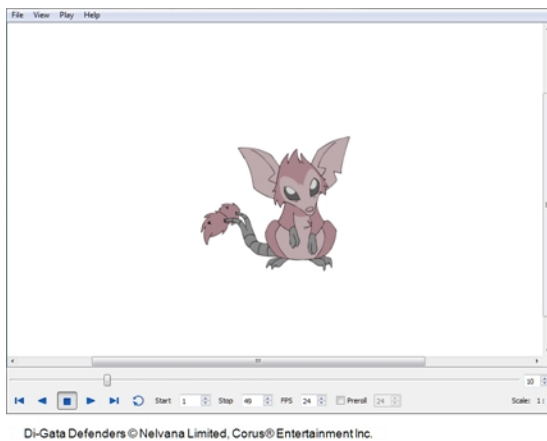 File View Play Help
10
Start 1 Stop 49 FPS 24 Preroll 24 Scale: 1 :
Di-Gata Defenders © Nelvana Limited, Corus® Entertainment Inc.